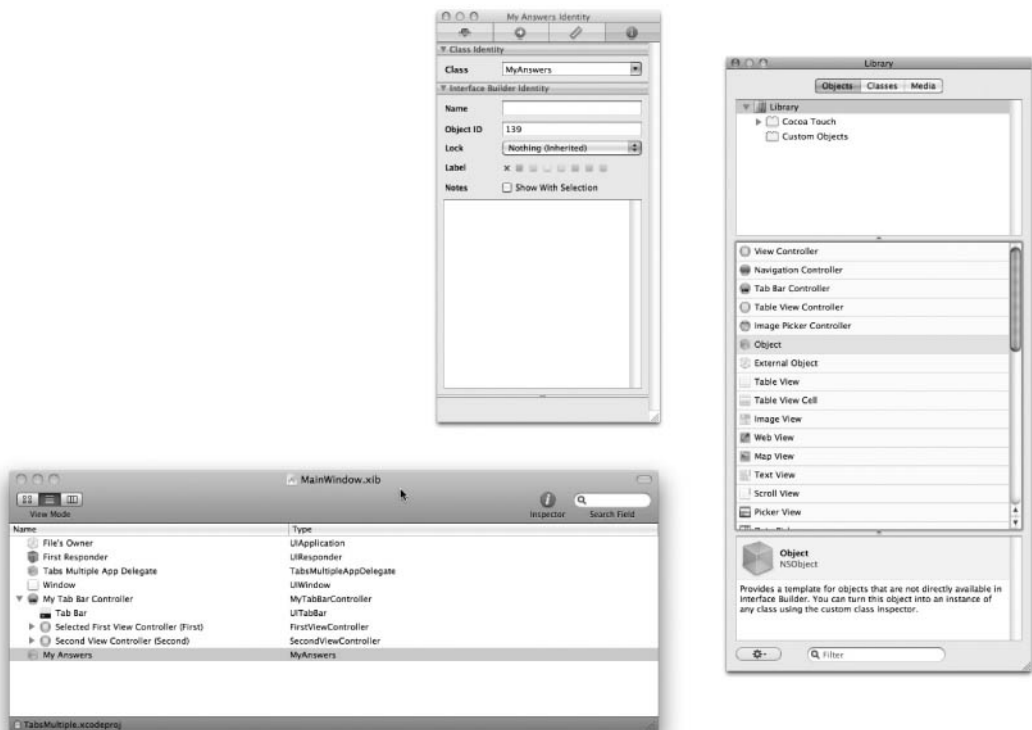 My Answers Identity
Class Identity
Class MyAnswers
Interface Builder Identity
Name
Object ID 139
Lock Nothing (Inherited)
Label
Notes Show With Selection
Library
Objects Classes Media
Library
Cocoa Touch
Custom Objects
View Controller
Navigation Controller
Tab Bar Controller
Table View Controller
Image Picker Controller
Object
External Object
Table View
Table View Cell
Image View
Web View
Map View
Text View
Scroll View
Picker View
Object
NSObject
Provides a template for objects that are not directly available in
Interface Builder. You can turn this object into an instance of
any class using the custom class inspector.
Filter
MainWindow.xib
View Mode Inspector Search Field
Name Type
File's Owner UIApplication
First Responder UIResponder
Tabs Multiple App Delegate TabsMultipleAppDelegate
Window UIWindow
My Tab Bar Controller MyTabBarController
Tab Bar UITabBar
Selected First View Controller (First) FirstViewController
Second View Controller (Second) SecondViewController
My Answers MyAnswers
TabsMultiple.xcodeproj